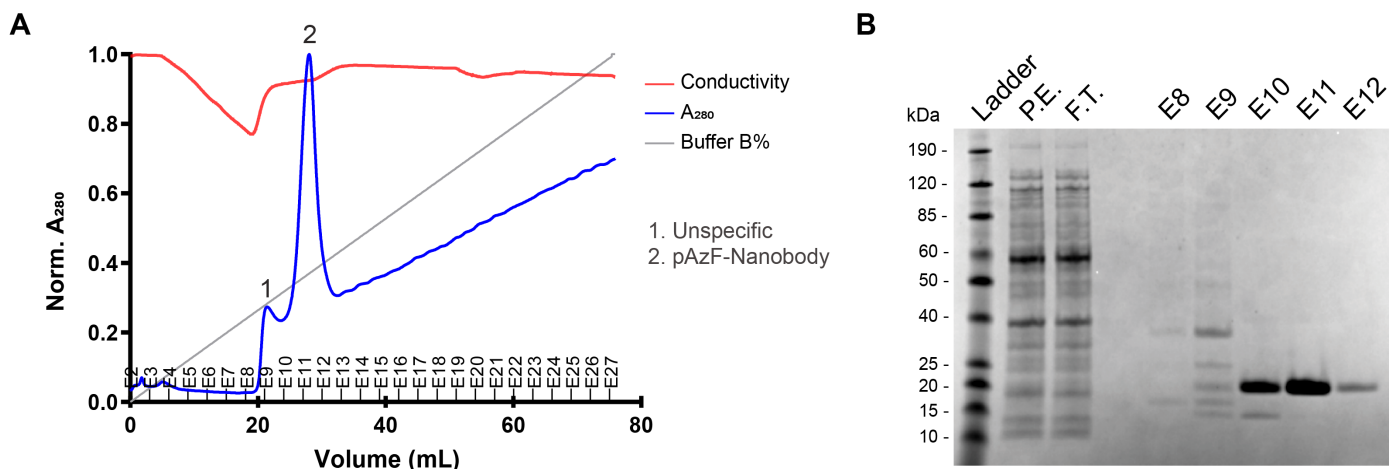 A
2
1.0
0.8
0.6
0.4
0.2
0.0
Norm. A₂₈₀
1
E2
E3
E4
E5
E6
E7
E8
E9
E10
E11
E12
E13
E14
E15
E16
E17
E18
E19
E20
E21
E22
E23
E24
E25
E26
E27
0
20
40
60
80
Volume (mL)
Conductivity
A₂₈₀
Buffer B%
1. Unspecific
2. pAzF-Nanobody
B
kDa
Ladder
P.E.
F.T.
E8
E9
E10
E11
E12
190 -
120 -
85 -
60 -
50 -
40 -
25 -
20 -
15 -
10 -